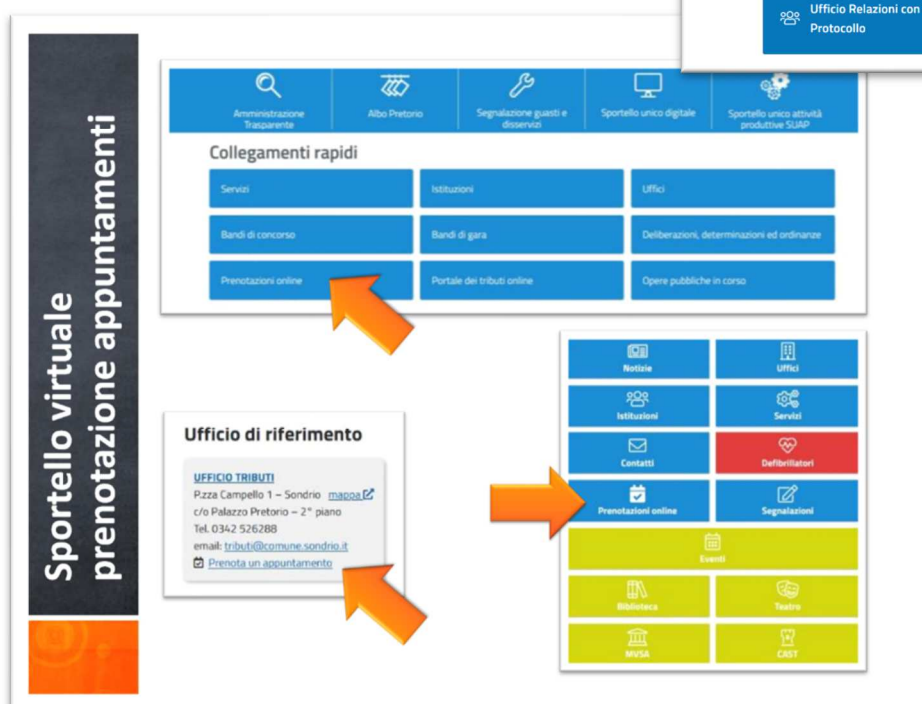 Ufficio Relazioni con
Protocollo
Sportello virtuale
prenotazione appuntamenti
Amministrazione
Trasparente
Albo Pretorio
Segnalazione guasti e
disservizi
Sportello unico digitale
Sportello unico attività
produttive SUAP
Collegamenti rapidi
Servizi
Istituzioni
Uffici
Bandi di concorso
Bandi di gara
Deliberazioni, determinazioni ed ordinanze
Prenotazioni online
Portale dei tributi online
Opere pubbliche in corso
Ufficio di riferimento
UFFICIO TRIBUTI
P.zza Campello 1 – Sondrio mappa
c/o Palazzo Pretorio – 2° piano
Tel. 0342 526288
email: tributi@comune.sondrio.it
Prenota un appuntamento
Notizie
Uffici
Istituzioni
Servizi
Contatti
Defibrillatori
Prenotazioni online
Segnalazioni
Eventi
Biblioteca
Teatro
MVSA
CAST